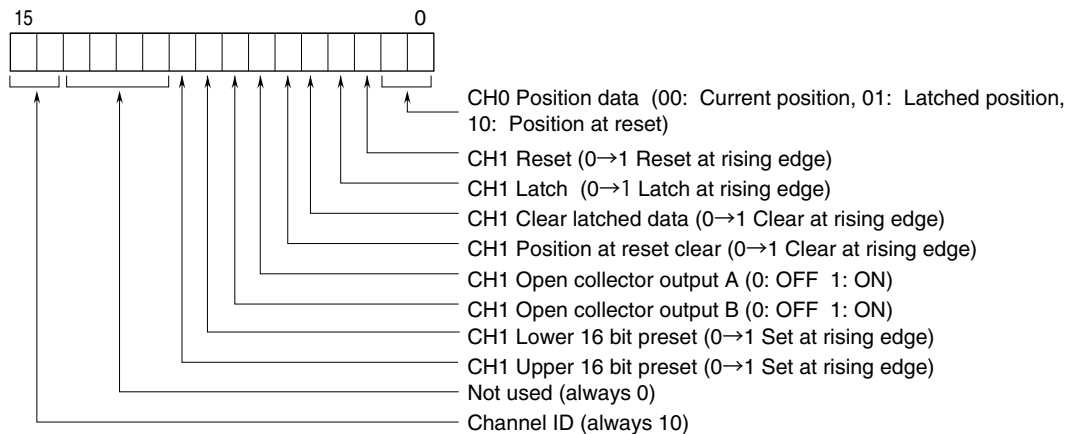 15 0
CH0 Position data (00: Current position, 01: Latched position,
10: Position at reset)
CH1 Reset (0→1 Reset at rising edge)
CH1 Latch (0→1 Latch at rising edge)
CH1 Clear latched data (0→1 Clear at rising edge)
CH1 Position at reset clear (0→1 Clear at rising edge)
CH1 Open collector output A (0: OFF 1: ON)
CH1 Open collector output B (0: OFF 1: ON)
CH1 Lower 16 bit preset (0→1 Set at rising edge)
CH1 Upper 16 bit preset (0→1 Set at rising edge)
Not used (always 0)
Channel ID (always 10)